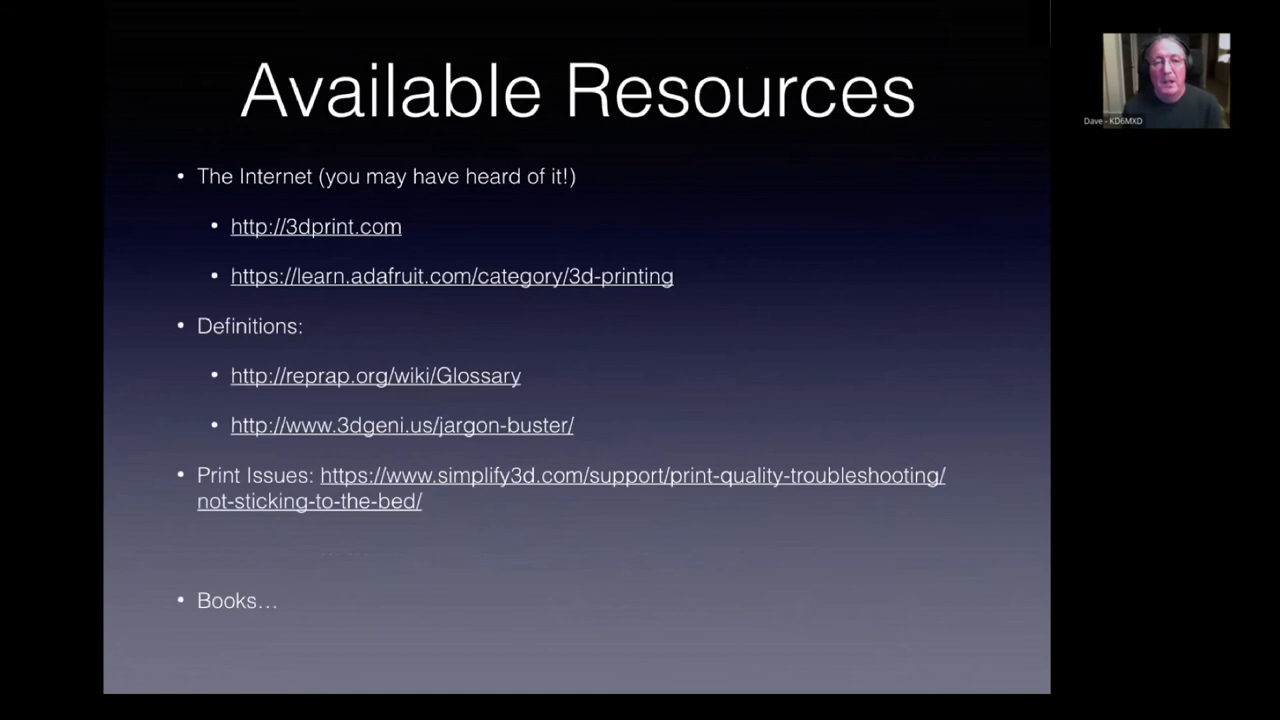 Available Resources
Dave - KD6MXD
• The Internet (you may have heard of it!)
• http://3dprint.com
• https://learn.adafruit.com/category/3d-printing
• Definitions:
• http://reprap.org/wiki/Glossary
• http://www.3dgeni.us/jargon-buster/
• Print Issues: https://www.simplify3d.com/support/print-quality-troubleshooting/
not-sticking-to-the-bed/
• Books…